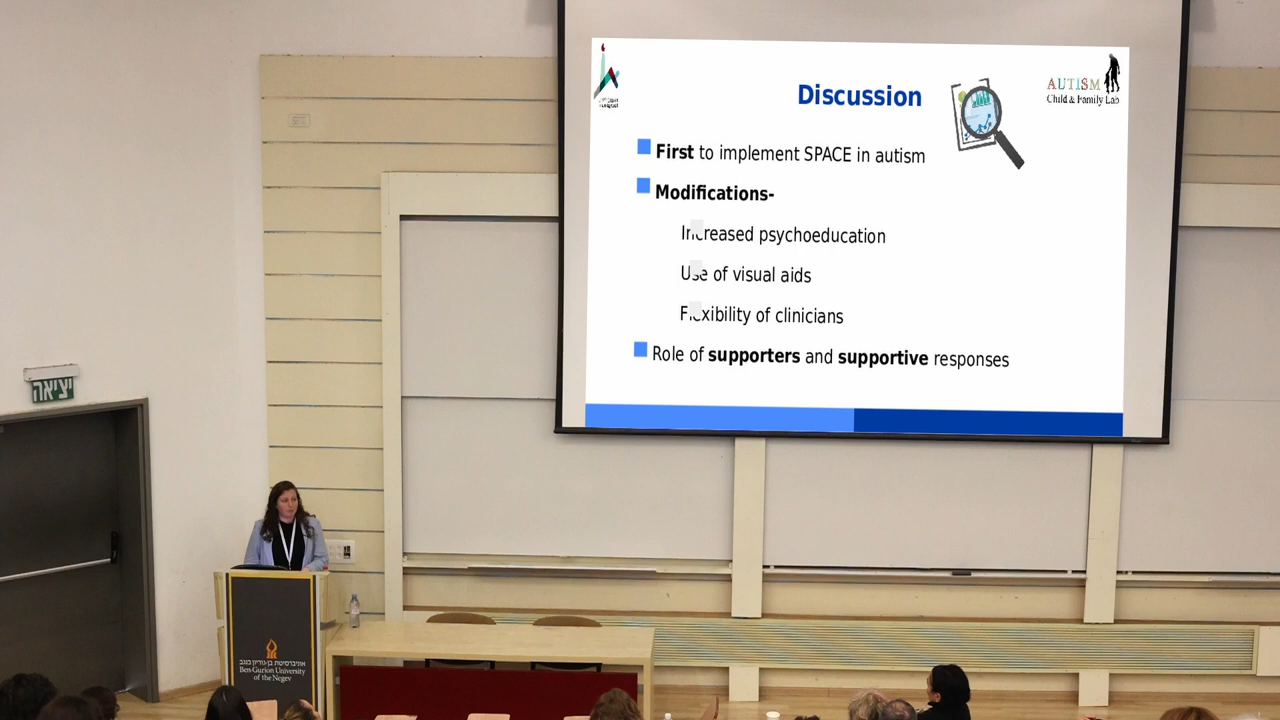 Discussion
AUTISM
Child & Family Lab
First to implement SPACE in autism
Modifications-
Increased psychoeducation
Use of visual aids
Flexibility of clinicians
Role of supporters and supportive responses
יציאה
אוניברסיטת בן-גוריון בנגב
Ben-Gurion University
of the Negev